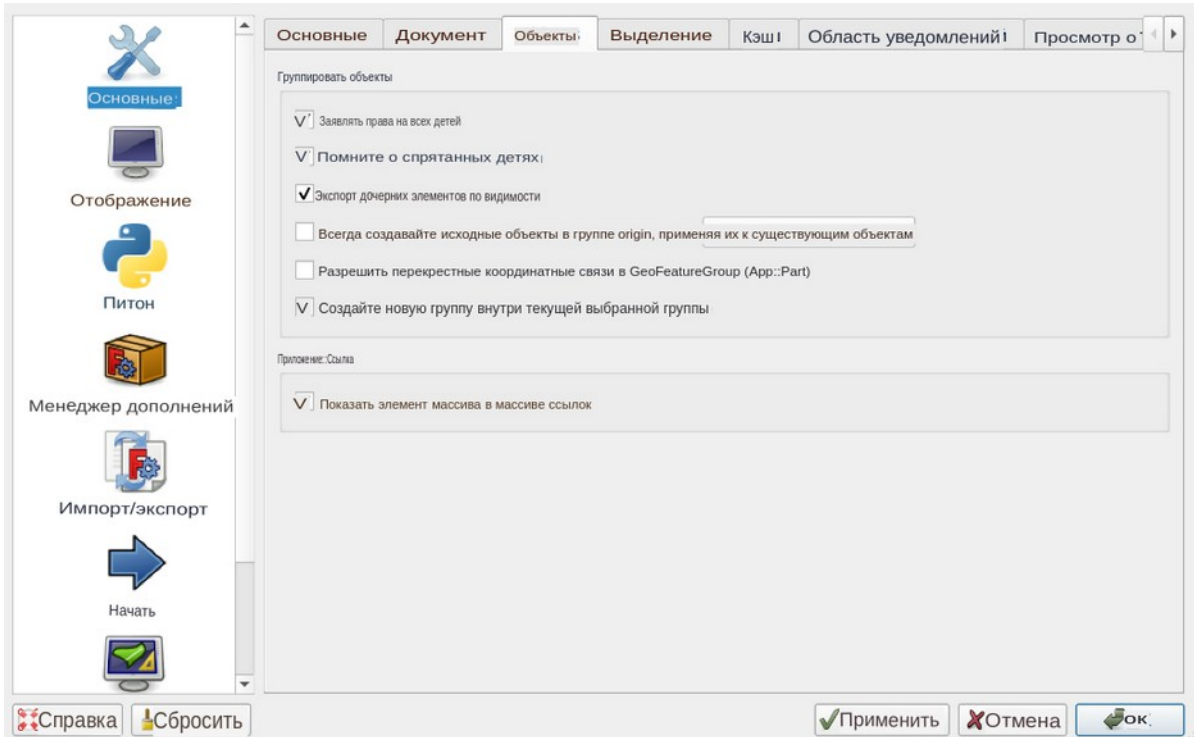 Основные Документ Объекты Выделение Кэш Область уведомлений Просмотр о
Основные
Отображение
Питон
Менеджер дополнений
Импорт/экспорт
Начать
Группировать объекты
Заявлять права на всех детей
Помните о спрятанных детях
Экспорт дочерних элементов по видимости
Всегда создавайте исходные объекты в группе origin, применяя их к существующим объектам
Разрешить перекрестные координатные связи в GeoFeatureGroup (App::Part)
Создайте новую группу внутри текущей выбранной группы
Приложение::Ссылка
Показать элемент массива в массиве ссылок
Справка Сбросить Применить Отмена ок